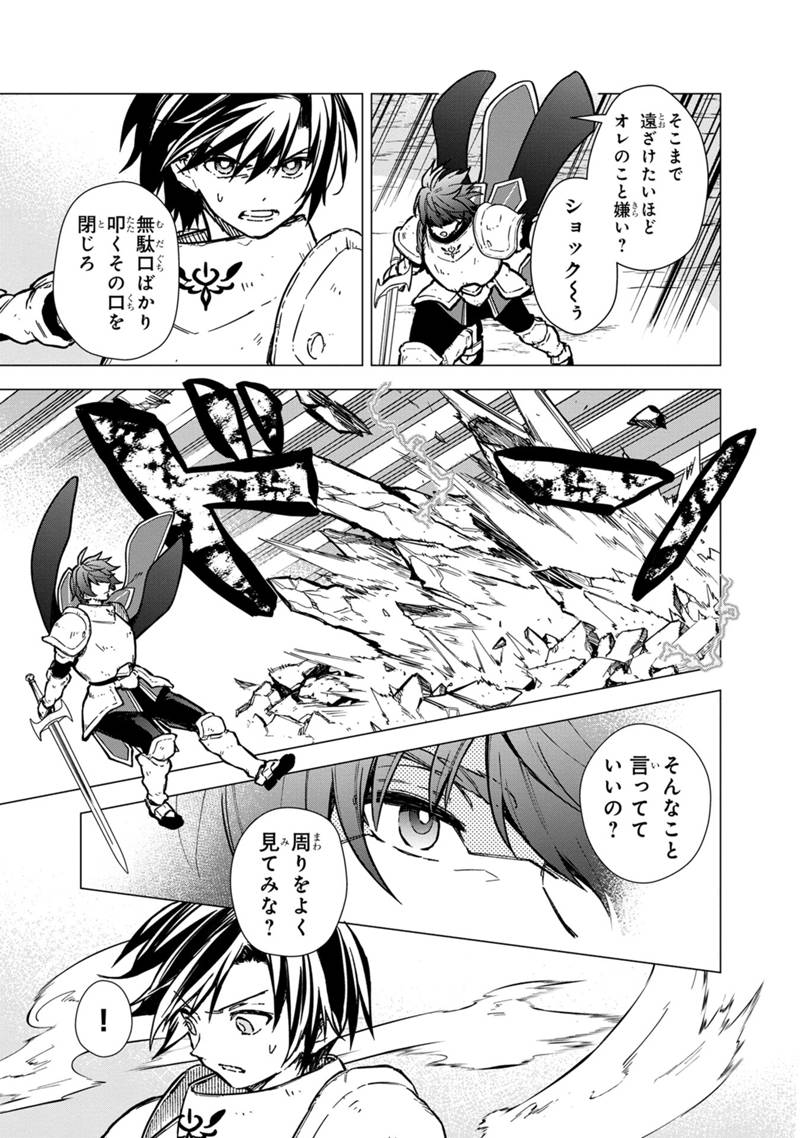 そこまで
遠ざけたいほど
オレのこと嫌い?
ショック〜ぅ
無駄口ばかり
叩くその口を
閉じろ
ドッ
そんなこと
言ってて
いいの?
周りをよく
見てみな?
!